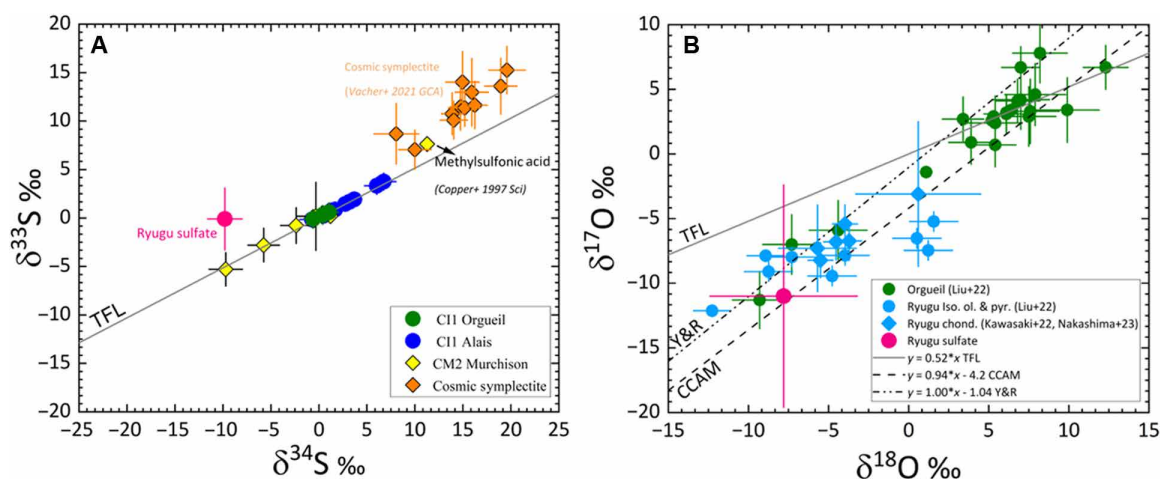 A
20
15
10
5
0
−5
−10
−15
−20
δ³³S ‰
−25 −20 −15 −10 −5 0 5 10 15 20 25
δ³⁴S ‰
Cosmic symplectite
(Vacher+ 2021 GCA)
Methylsulfonic acid
(Copper+ 1997 Sci)
Ryugu sulfate
TFL
CI1 Orgueil
CI1 Alais
CM2 Murchison
Cosmic symplectite
B
10
5
0
−5
−10
−15
−20
δ¹⁷O ‰
−15 −10 −5 0 5 10 15
δ¹⁸O ‰
TFL
Y&R
CCAM
Orgueil (Liu+22)
Ryugu Iso. ol. & pyr. (Liu+22)
Ryugu chond. (Kawasaki+22, Nakashima+23)
Ryugu sulfate
y = 0.52*x TFL
y = 0.94*x - 4.2 CCAM
y = 1.00*x - 1.04 Y&R